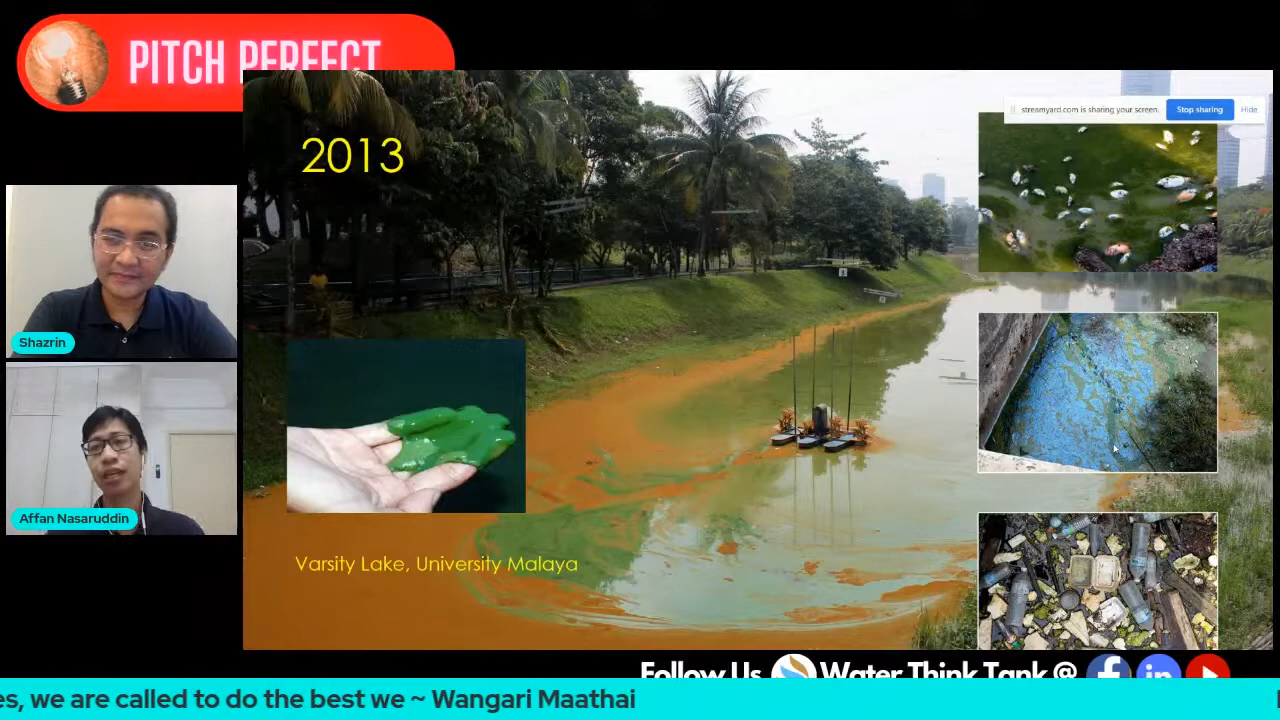 PITCH PERFECT
2013
streamyard.com is sharing your screen.
Stop sharing
Hide
Shazrin
Affan Nasaruddin
Varsity Lake, University Malaya
Follow Us Water Think Tank @
es, we are called to do the best we ~ Wangari Maathai